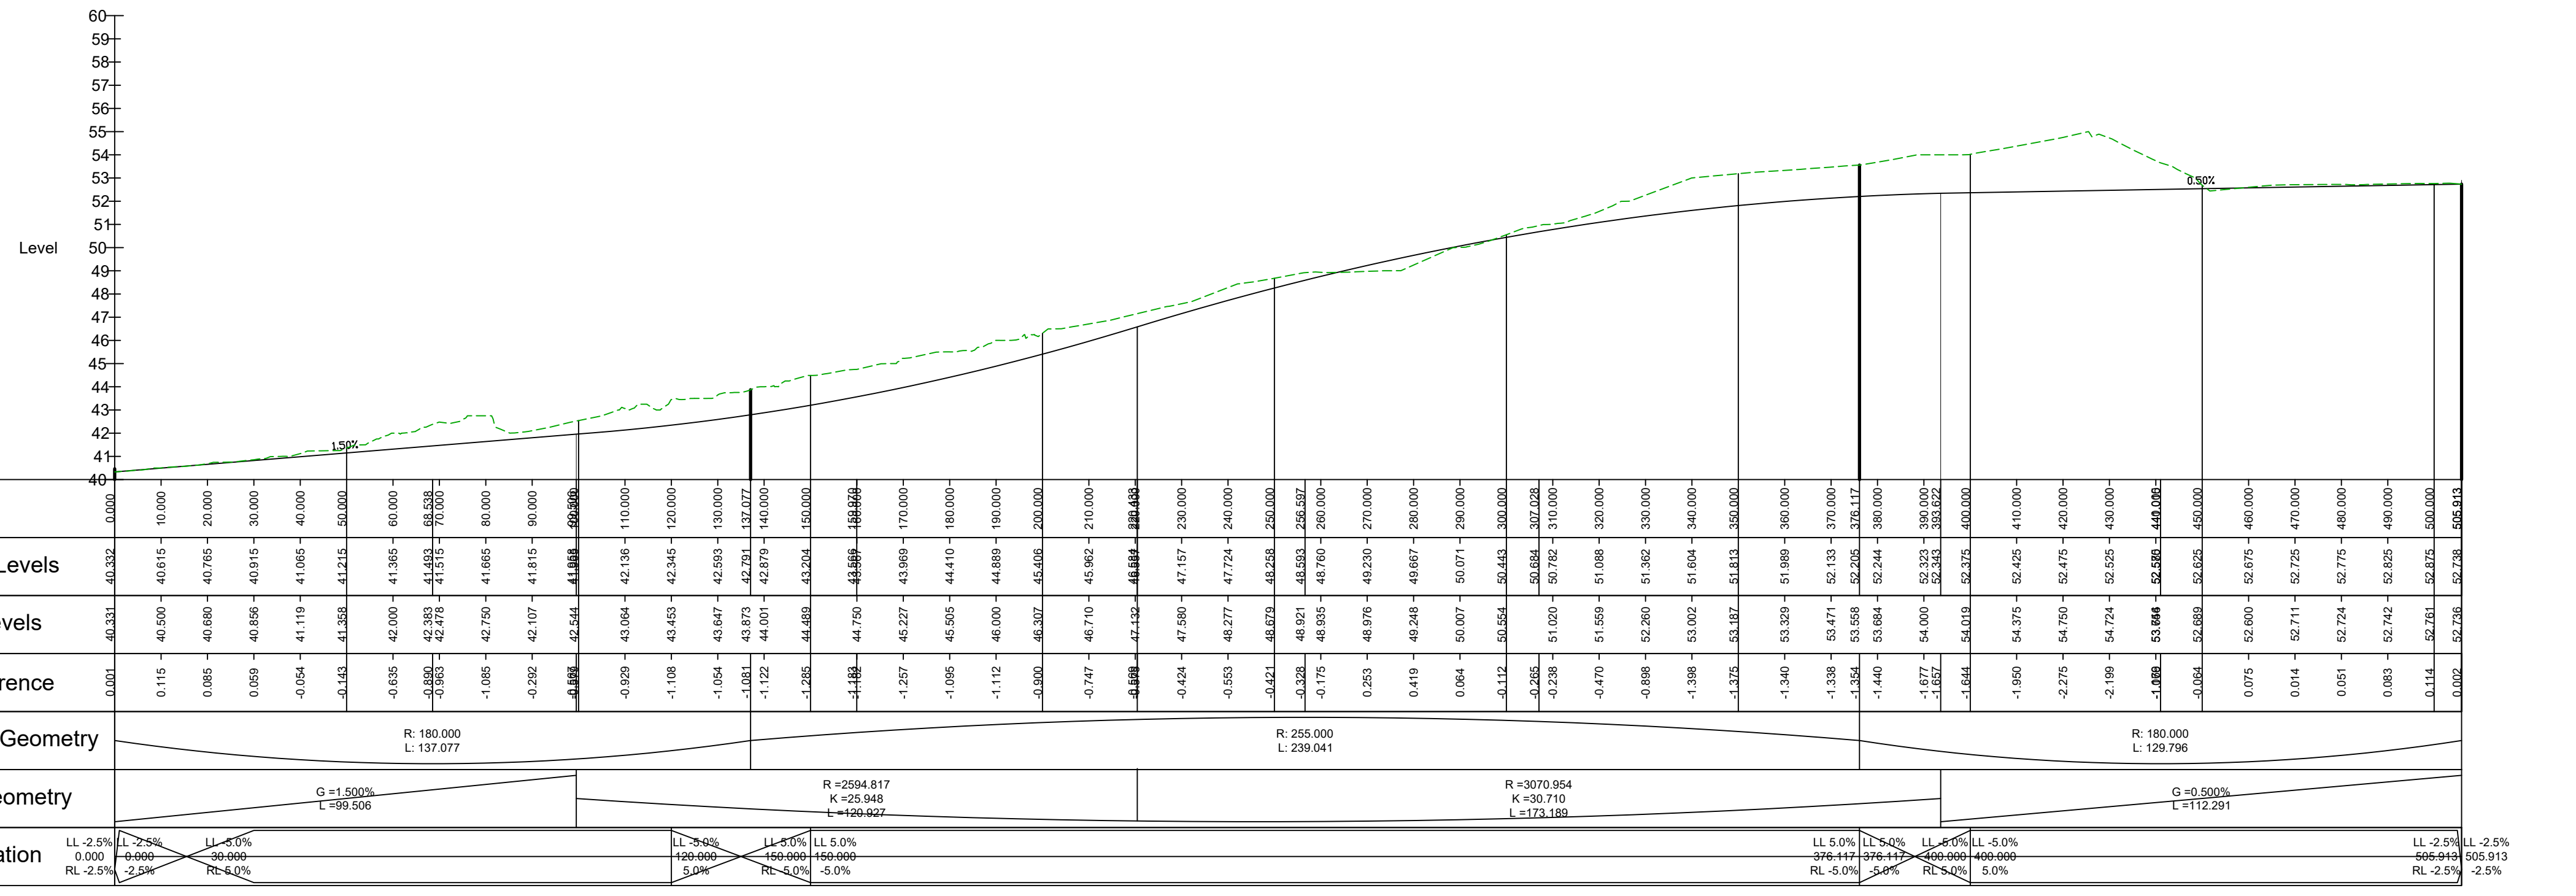 60
59
58
57
56
55
54
53
52
51
50
49
48
47
46
45
44
43
42
41
40
Level
1.50%
0.50%
0.000 10.000 20.000 30.000 40.000 50.000 60.000 68.538 70.000 80.000 90.000 110.000 120.000 130.000 137.077 140.000 150.000 170.000 180.000 190.000 200.000 210.000 230.000 240.000 250.000 256.597 260.000 270.000 280.000 290.000 300.000 307.028 310.000 320.000 330.000 340.000 350.000 360.000 370.000 376.117 380.000 390.000 393.622 400.000 410.000 420.000 430.000 450.000 460.000 470.000 480.000 490.000 500.000 505.913
Levels 40.332 40.615 40.765 40.915 41.065 41.215 41.365 41.493 41.515 41.665 41.815 42.136 42.345 42.593 42.791 42.879 43.204 43.969 44.410 44.889 45.406 45.962 47.157 47.724 48.258 48.593 48.760 49.230 49.667 50.071 50.443 50.684 50.782 51.088 51.362 51.604 51.813 51.989 52.133 52.205 52.244 52.323 52.343 52.375 52.425 52.475 52.525 52.625 52.675 52.725 52.775 52.825 52.875 52.738
vels 40.331 40.500 40.680 40.856 41.119 41.358 42.000 42.383 42.478 42.750 42.107 42.544 43.064 43.453 43.647 43.873 44.001 44.489 44.750 45.227 45.505 46.000 46.307 46.710 47.132 47.580 48.277 48.679 48.921 48.935 48.976 49.248 50.007 50.554 51.020 51.559 52.260 53.002 53.187 53.329 53.471 53.558 53.684 54.000 54.019 54.375 54.750 54.724 52.689 52.600 52.711 52.724 52.742 52.761 52.736
rence 0.001 0.115 0.085 0.059 -0.054 -0.143 -0.635 -0.890 -0.963 -1.085 -0.292 -0.929 -1.108 -1.054 -1.081 -1.122 -1.285 -1.257 -1.095 -1.112 -0.900 -0.747 -0.424 -0.553 -0.421 -0.328 -0.175 0.253 0.419 0.064 -0.112 -0.265 -0.238 -0.470 -0.898 -1.398 -1.375 -1.340 -1.338 -1.354 -1.440 -1.677 -1.657 -1.644 -1.950 -2.275 -2.199 -0.064 0.075 0.014 0.051 0.083 0.114 0.002
Geometry
R: 180.000
L: 137.077
R: 255.000
L: 239.041
R: 180.000
L: 129.796
eometry
G =1.500%
L =99.506
R =2594.817
K =25.948
L =120.927
R =3070.954
K =30.710
L =173.189
G =0.500%
L =112.291
ation
LL -2.5% LL -2.5% LL -5.0% LL -5.0% LL 5.0% LL 5.0% LL 5.0% LL 5.0% LL -5.0% LL -5.0% LL -2.5% LL -2.5%
0.000 0.000 30.000 120.000 150.000 150.000 376.117 376.117 400.000 400.000 505.913 505.913
RL -2.5% -2.5% RL 5.0% 5.0% RL -5.0% -5.0% RL -5.0% -5.0% RL 5.0% 5.0% RL -2.5% -2.5%